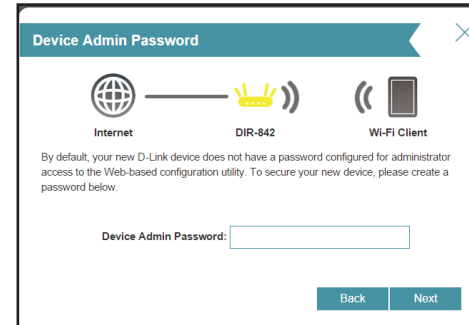 Device Admin Password
Internet DIR-842 Wi-Fi Client
By default, your new D-Link device does not have a password configured for administrator
access to the Web-based configuration utility. To secure your new device, please create a
password below.
Device Admin Password:
Back Next